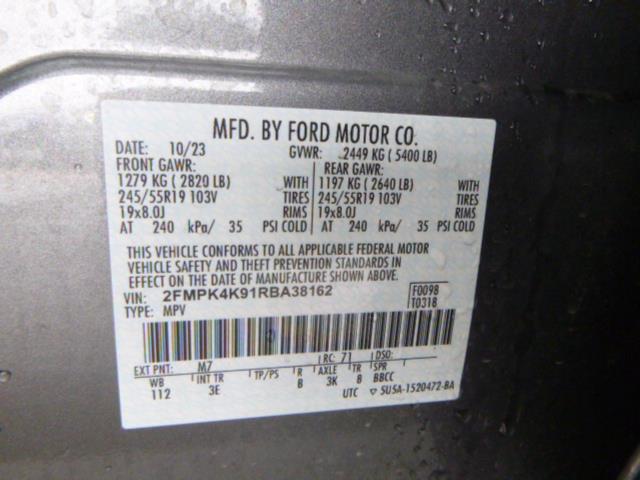 MFD. BY FORD MOTOR CO.
DATE: 10/23 GVWR: 2449 KG ( 5400 LB)
FRONT GAWR: REAR GAWR:
1279 KG ( 2820 LB) WITH 1197 KG ( 2640 LB) WITH
245/55R19 103V TIRES 245/55R19 103V TIRES
19x8.0J RIMS 19x8.0J RIMS
AT 240 kPa/ 35 PSI COLD AT 240 kPa/ 35 PSI COLD
THIS VEHICLE CONFORMS TO ALL APPLICABLE FEDERAL MOTOR
VEHICLE SAFETY AND THEFT PREVENTION STANDARDS IN
EFFECT ON THE DATE OF MANUFACTURE SHOWN ABOVE.
VIN: 2FMPK4K91RBA38162 F0098
TYPE: MPV T0318
EXT PNT: M7 RC: 71 DSO:
WB INT TR TP/PS R AXLE TR SPR
112 3E B 3K 8 BBCC
UTC ▽ 5U5A-1520472-BA